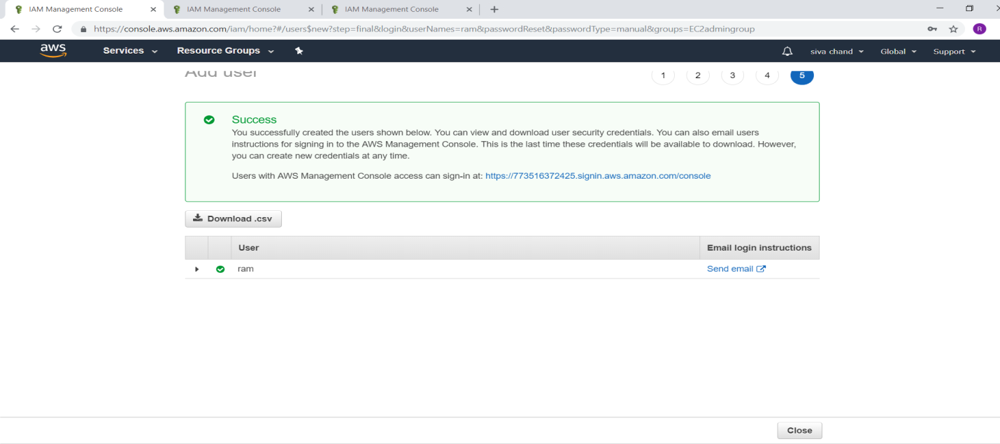 IAM Management Console
IAM Management Console
IAM Management Console
https://console.aws.amazon.com/iam/home?#/users$new?step=final&login&userNames=ram&passwordReset&passwordType=manual&groups=EC2admingroup
R
aws Services Resource Groups siva chand Global Support
Add user 1 2 3 4 5
Success
You successfully created the users shown below. You can view and download user security credentials. You can also email users
instructions for signing in to the AWS Management Console. This is the last time these credentials will be available to download. However,
you can create new credentials at any time.
Users with AWS Management Console access can sign-in at: https://773516372425.signin.aws.amazon.com/console
Download .csv
User Email login instructions
ram Send email
Close